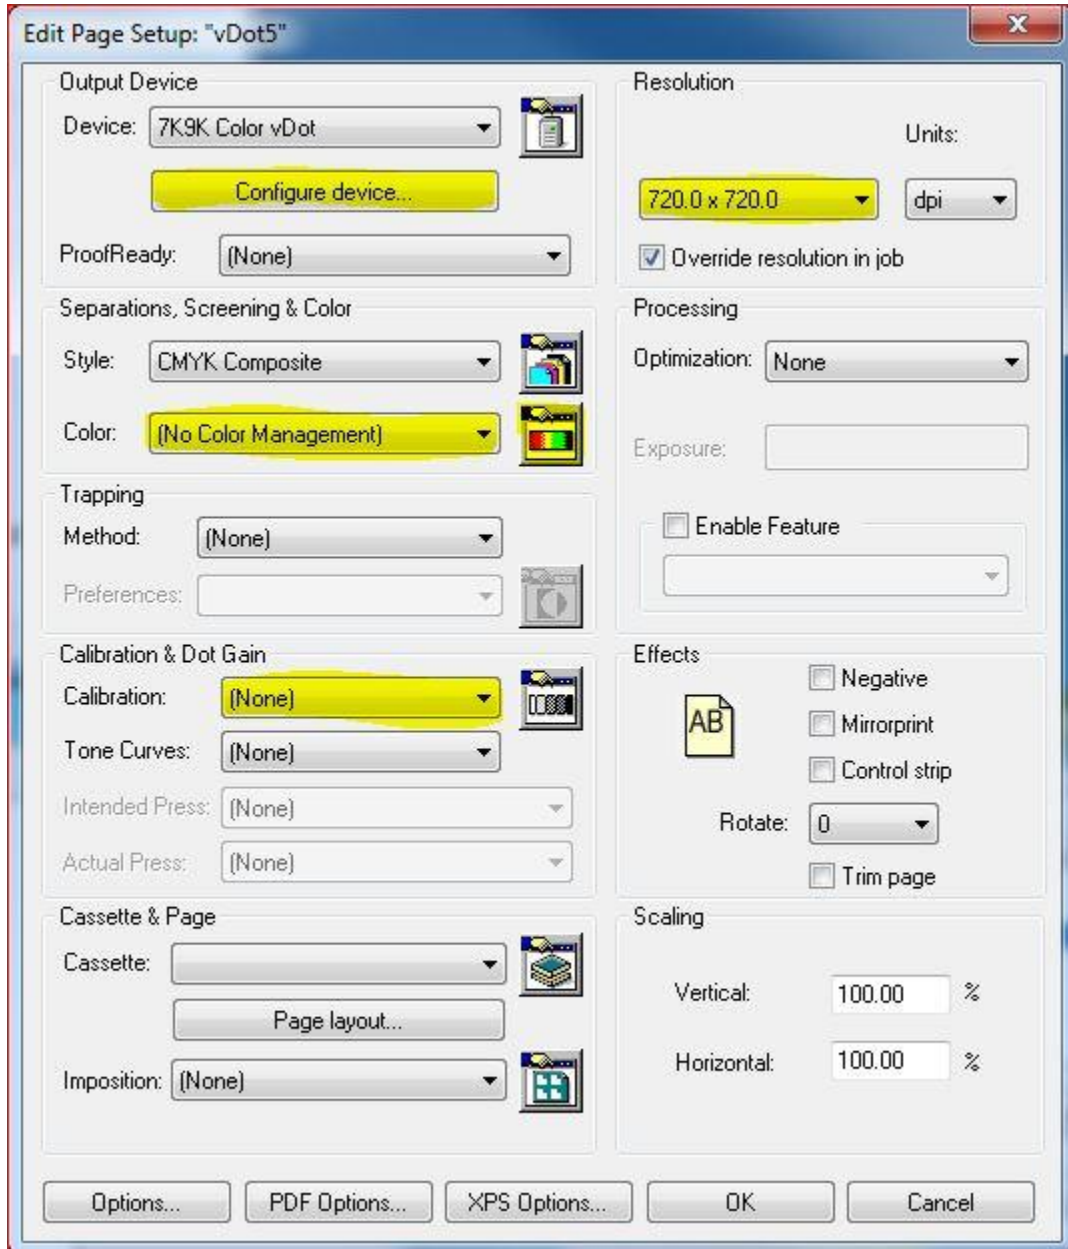 Edit Page Setup: "vDot5"
Output Device
Device: 7K9K Color vDot
Configure device...
ProofReady: (None)
Resolution
Units:
720.0 x 720.0 dpi
Override resolution in job
Separations, Screening & Color
Style: CMYK Composite
Color: (No Color Management)
Processing
Optimization: None
Exposure:
Enable Feature
Trapping
Method: (None)
Preferences:
Calibration & Dot Gain
Calibration: (None)
Tone Curves: (None)
Intended Press: (None)
Actual Press: (None)
Effects
AB
Negative
Mirrorprint
Control strip
Rotate: 0
Trim page
Cassette & Page
Cassette:
Page layout...
Imposition: (None)
Scaling
Vertical: 100.00 %
Horizontal: 100.00 %
Options... PDF Options... XPS Options... OK Cancel